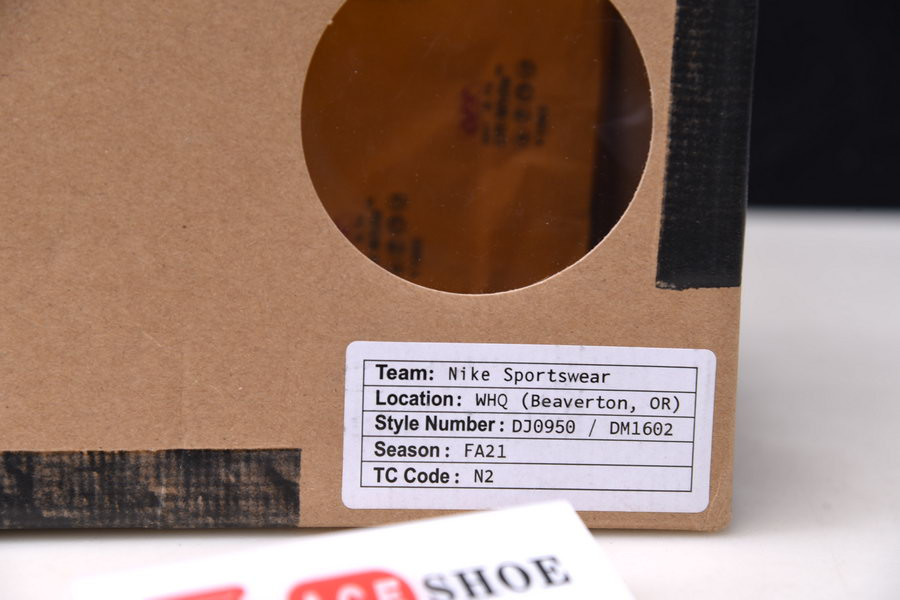 Team: Nike Sportswear
Location: WHQ (Beaverton, OR)
Style Number: DJ0950 / DM1602
Season: FA21
TC Code: N2
SHOE